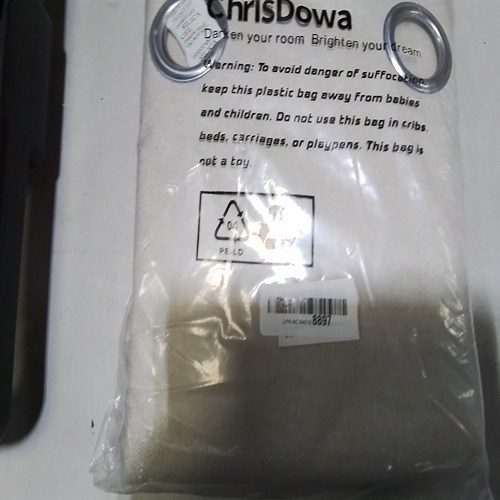 ChrisDowa
Darken your room Brighten your dream
Warning: To avoid danger of suffocation
keep this plastic bag away from babies
and children. Do not use this bag in cribs.
beds, carriages, or playpens. This bag is
not a toy.
04
PE-LD
8897